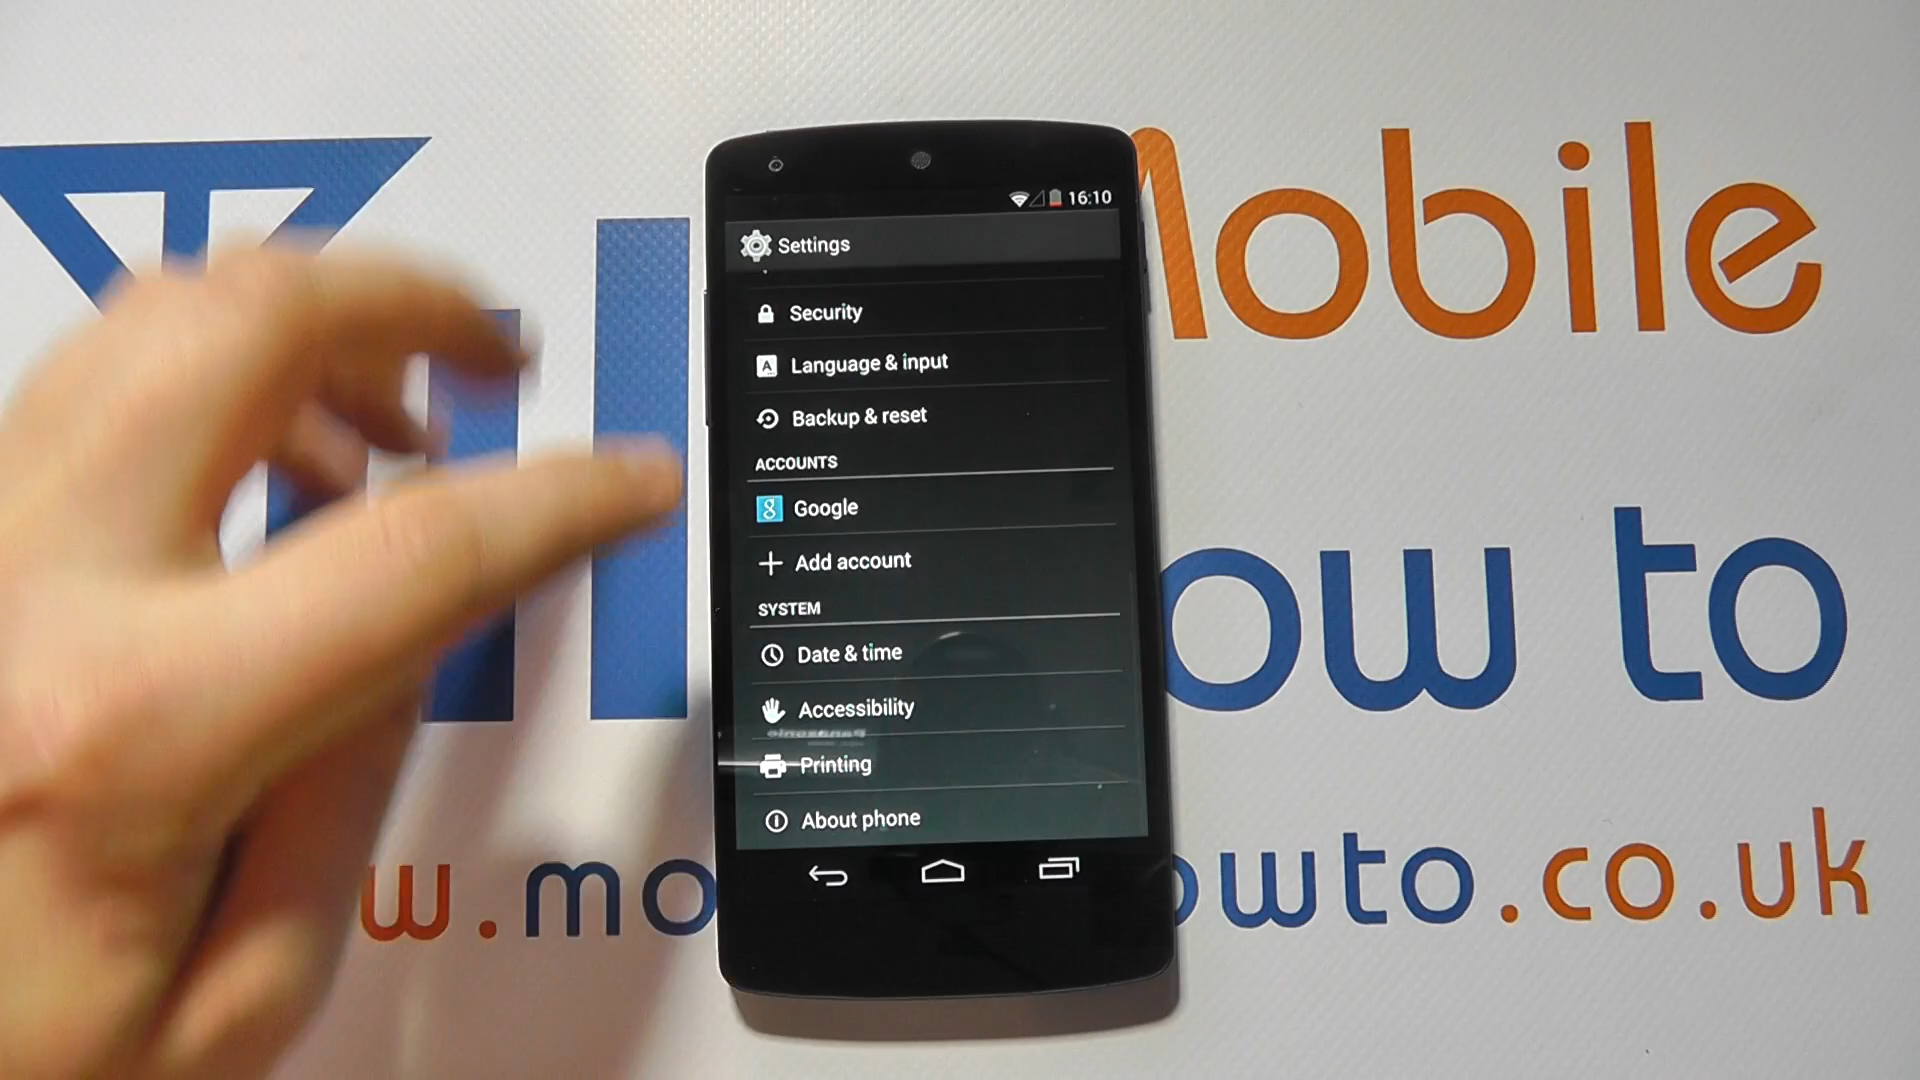 Mobile
16:10
Settings
Security
Language & input
Backup & reset
ACCOUNTS
Google
Add account
ow to
SYSTEM
Date & time
Accessibility
Printing
About phone
w.mo owto.co.uk